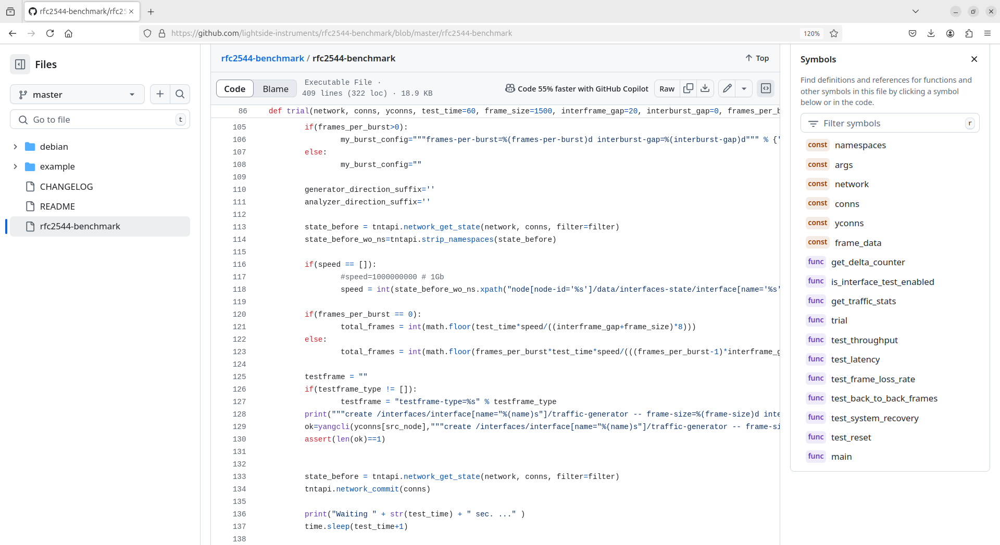 rfc2544-benchmark/rfc25
https://github.com/lightside-instruments/rfc2544-benchmark/blob/master/rfc2544-benchmark
120%
Files
master
Go to file
t
debian
example
CHANGELOG
README
rfc2544-benchmark
rfc2544-benchmark / rfc2544-benchmark
Top
Code
Blame
Executable File ·
409 lines (322 loc) · 18.9 KB
Code 55% faster with GitHub Copilot
Raw
86 def trial(network, conns, yconns, test_time=60, frame_size=1500, interframe_gap=20, interburst_gap=0, frames_per_b
105 if(frames_per_burst>0):
106 my_burst_config="""frames-per-burst=%(frames-per-burst)d interburst-gap=%(interburst-gap)d""" % {'
107 else:
108 my_burst_config=""
109
110 generator_direction_suffix=''
111 analyzer_direction_suffix=''
112
113 state_before = tntapi.network_get_state(network, conns, filter=filter)
114 state_before_wo_ns=tntapi.strip_namespaces(state_before)
115
116 if(speed == []):
117 #speed=1000000000 # 1Gb
118 speed = int(state_before_wo_ns.xpath("node[node-id='%s']/data/interfaces-state/interface[name='%s'
119
120 if(frames_per_burst == 0):
121 total_frames = int(math.floor(test_time*speed/((interframe_gap+frame_size)*8)))
122 else:
123 total_frames = int(math.floor(frames_per_burst*test_time*speed/(((frames_per_burst-1)*interframe_g
124
125 testframe = ""
126 if(testframe_type != []):
127 testframe = "testframe-type=%s" % testframe_type
128 print("""create /interfaces/interface[name="%(name)s"]/traffic-generator -- frame-size=%(frame-size)d inte
129 ok=yangcli(yconns[src_node],"""create /interfaces/interface[name="%(name)s"]/traffic-generator -- frame-si
130 assert(len(ok)==1)
131
132
133 state_before = tntapi.network_get_state(network, conns, filter=filter)
134 tntapi.network_commit(conns)
135
136 print("Waiting " + str(test_time) + " sec. ..." )
137 time.sleep(test_time+1)
138
Symbols
Find definitions and references for functions and
other symbols in this file by clicking a symbol
below or in the code.
Filter symbols
r
const namespaces
const args
const network
const conns
const yconns
const frame_data
func get_delta_counter
func is_interface_test_enabled
func get_traffic_stats
func trial
func test_throughput
func test_latency
func test_frame_loss_rate
func test_back_to_back_frames
func test_system_recovery
func test_reset
func main